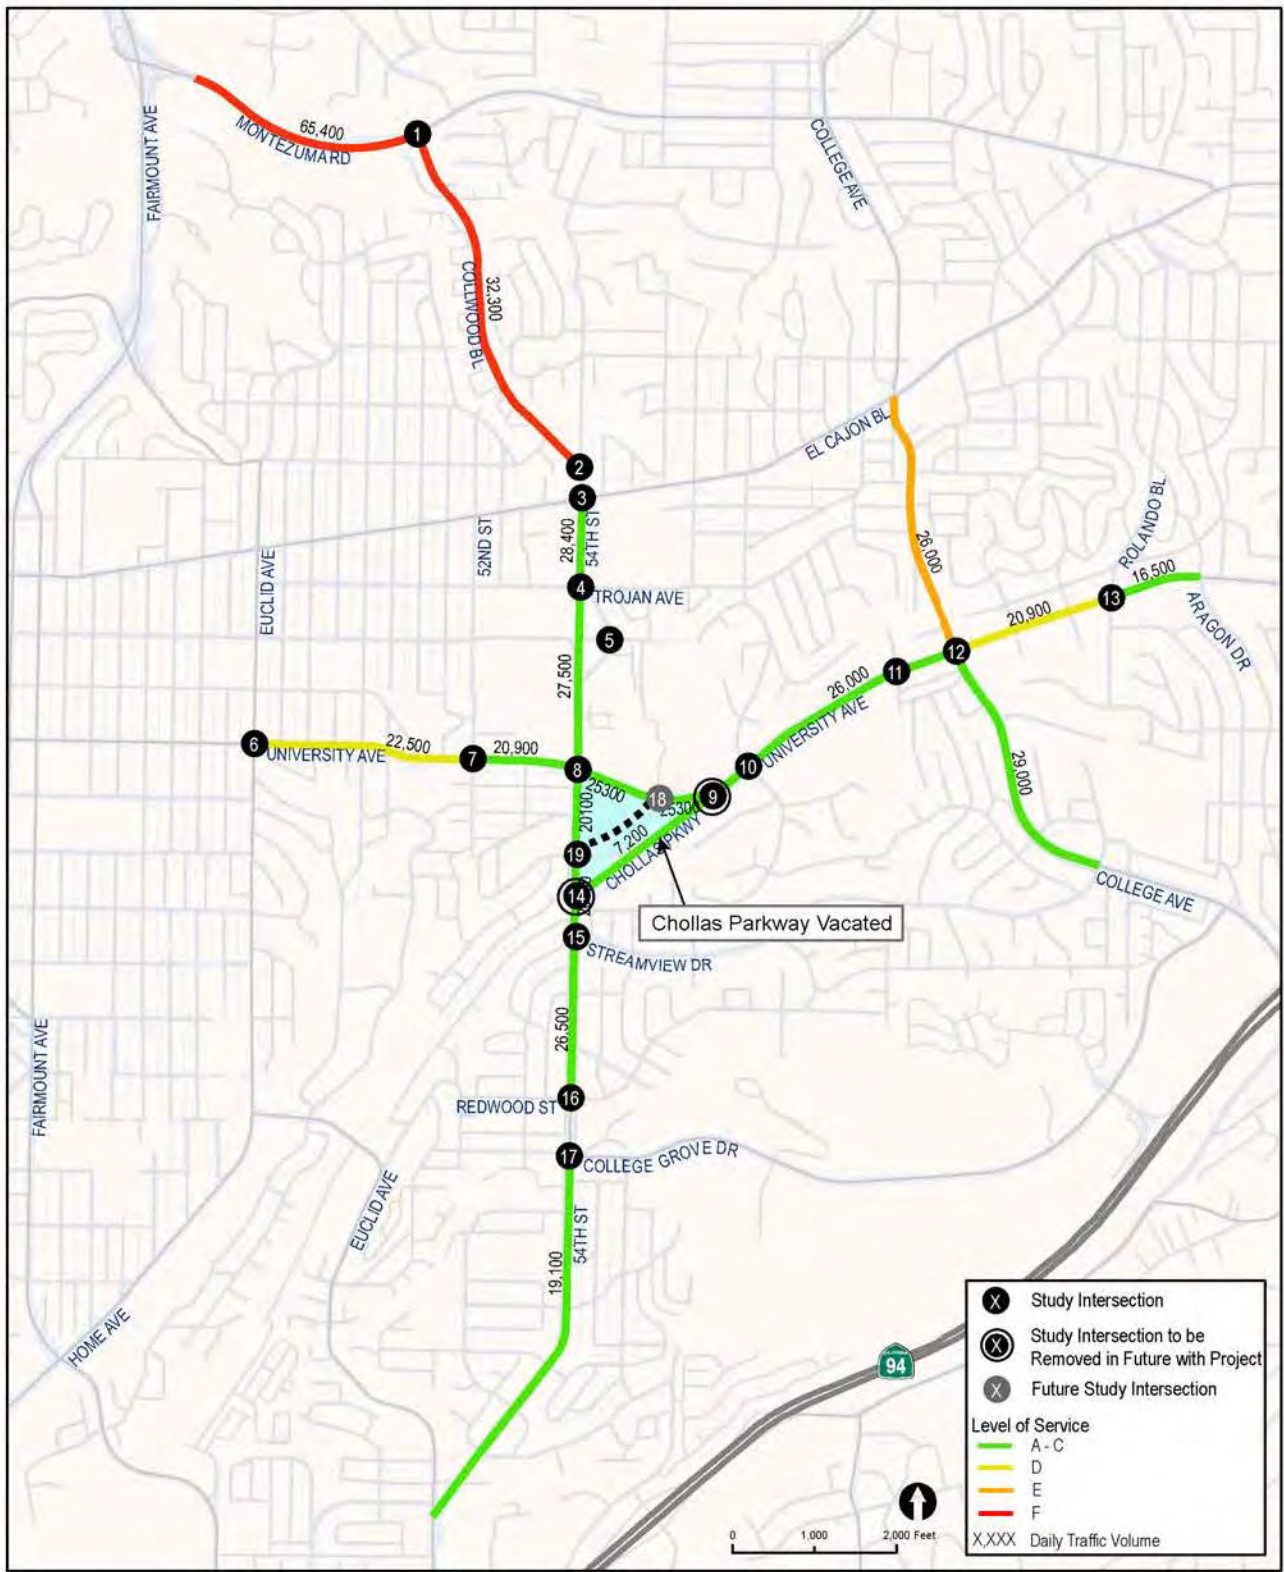 65,400
MONTEZUMA RD
1
FAIRMOUNT AVE
COLLEGE AVE
COLLWOOD BL
32,300
2
3
EL CAJON BL
28,400
54TH ST
52ND ST
EUCLID AVE
4
TROJAN AVE
5
27,500
26,000
ROLANDO BL
16,500
13
20,900
ARAGON DR
12
11
26,000
UNIVERSITY AVE
6
UNIVERSITY AVE
22,500
7
20,900
8
10
25300
18
25300
9
20100
7,200
CHOLLAS PKWY
29,000
19
14
COLLEGE AVE
Chollas Parkway Vacated
15
STREAMVIEW DR
26,500
FAIRMOUNT AVE
16
REDWOOD ST
17
COLLEGE GROVE DR
EUCLID AVE
54TH ST
19,100
HOME AVE
94
X Study Intersection
X Study Intersection to be
Removed in Future with Project
X Future Study Intersection
Level of Service
A - C
D
E
F
X,XXX Daily Traffic Volume
0 1,000 2,000 Feet